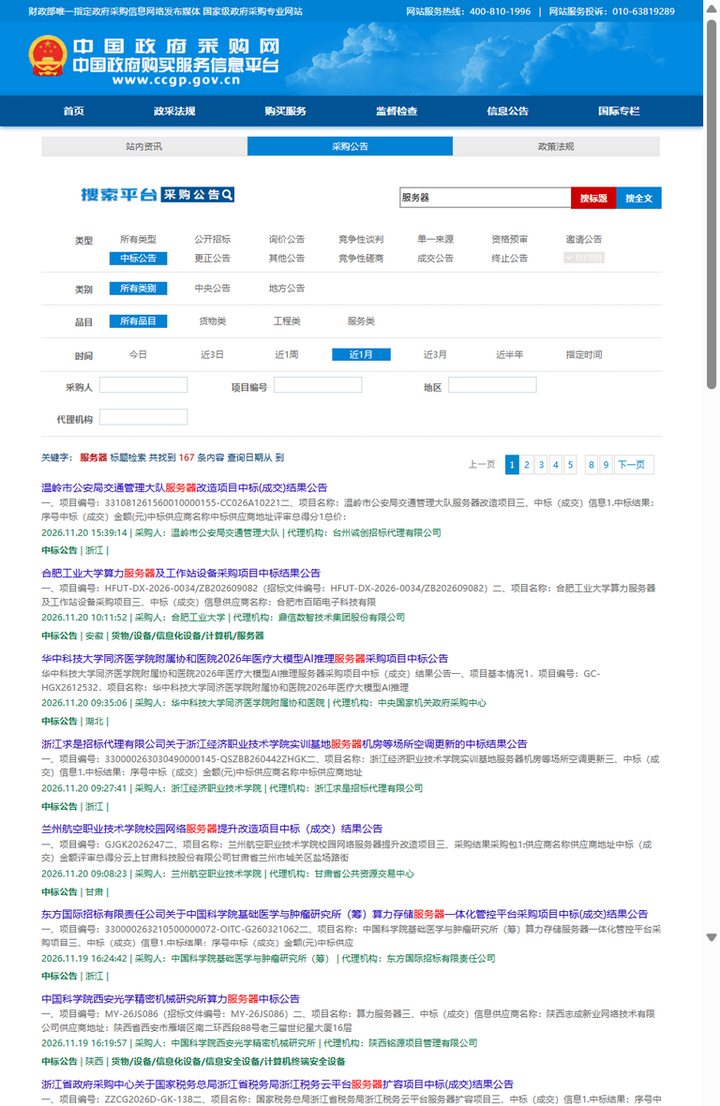 财政部唯一指定政府采购信息网络发布媒体 国家级政府采购专业网站
网站服务热线：400-810-1996 | 网站服务投诉：010-63819289
中国政府采购网
中国政府购买服务信息平台
www.ccgp.gov.cn
首页 政采法规 购买服务 监督检查 信息公告 国际专栏
站内资讯 采购公告 政策法规
搜索平台 采购公告
服务器 搜标题 搜全文
类型 所有类型 公开招标 询价公告 竞争性谈判 单一来源 资格预审 邀请公告
中标公告 更正公告 其他公告 竞争性磋商 成交公告 终止公告
类别 所有类别 中央公告 地方公告
品目 所有品目 货物类 工程类 服务类
时间 今日 近3日 近1周 近1月 近3月 近半年 指定时间
采购人 项目编号 地区
代理机构
关键字： 服务器 标题检索 共找到 167 条内容 查询日期从 到
上一页 1 2 3 4 5 8 9 下一页
温岭市公安局交通管理大队服务器改造项目中标(成交)结果公告
一、项目编号：331081261560010000155-CC026A10221二、项目名称：温岭市公安局交通管理大队服务器改造项目三、中标（成交）信息1.中标结果：
序号中标（成交）金额(元)中标供应商名称中标供应商地址评审总得分1总价：
2026.11.20 15:39:14 | 采购人：温岭市公安局交通管理大队 | 代理机构：台州诚创招标代理有限公司
中标公告 | 浙江 |
合肥工业大学算力服务器及工作站设备采购项目中标结果公告
一、项目编号：HFUT-DX-2026-0034/ZB202609082（招标文件编号：HFUT-DX-2026-0034/ZB202609082）二、项目名称：合肥工业大学算力服务器
及工作站设备采购项目三、中标（成交）信息供应商名称：合肥市百陌电子科技有限
2026.11.20 10:11:52 | 采购人：合肥工业大学 | 代理机构：鼎信数智技术集团股份有限公司
中标公告 | 安徽 | 货物/设备/信息化设备/计算机/服务器
华中科技大学同济医学院附属协和医院2026年医疗大模型AI推理服务器采购项目中标公告
华中科技大学同济医学院附属协和医院2026年医疗大模型AI推理服务器采购项目中标（成交）结果公告一、项目基本情况1．项目编号：GC-
HGX2612532、项目名称：华中科技大学同济医学院附属协和医院2026年医疗大模型AI推理
2026.11.20 09:35:06 | 采购人：华中科技大学同济医学院附属协和医院 | 代理机构：中央国家机关政府采购中心
中标公告 | 湖北 |
浙江求是招标代理有限公司关于浙江经济职业技术学院实训基地服务器机房等场所空调更新的中标结果公告
一、项目编号：330000263030490000145-QSZBB260442ZHGK二、项目名称：浙江经济职业技术学院实训基地服务器机房等场所空调更新三、中标（成
交）信息1.中标结果：序号中标（成交）金额(元)中标供应商名称中标供应商地址
2026.11.20 09:27:41 | 采购人：浙江经济职业技术学院 | 代理机构：浙江求是招标代理有限公司
中标公告 | 浙江 |
兰州航空职业技术学院校园网络服务器提升改造项目中标（成交）结果公告
一、项目编号：GJGK2026247二、项目名称：兰州航空职业技术学院校园网络服务器提升改造项目三、采购结果采购包1:供应商名称供应商地址中标（成
交）金额评审总得分云上甘肃科技股份有限公司甘肃省兰州市城关区盐场路街
2026.11.20 09:08:23 | 采购人：兰州航空职业技术学院 | 代理机构：甘肃省公共资源交易中心
中标公告 | 甘肃 |
东方国际招标有限责任公司关于中国科学院基础医学与肿瘤研究所（筹）算力存储服务器一体化管控平台采购项目中标(成交)结果公告
一、项目编号：330000263210500000072-OITC-G260321062二、项目名称：中国科学院基础医学与肿瘤研究所（筹）算力存储服务器一体化管控平台采
购项目三、中标（成交）信息1.中标结果：序号中标（成交）金额(元)中标供应
2026.11.19 16:24:42 | 采购人：中国科学院基础医学与肿瘤研究所（筹） | 代理机构：东方国际招标有限责任公司
中标公告 | 浙江 |
中国科学院西安光学精密机械研究所算力服务器中标公告
一、项目编号：MY-26JS086（招标文件编号：MY-26JS086）二、项目名称：算力服务器三、中标（成交）信息供应商名称：陕西志成新业网络技术有限
公司供应商地址：陕西省西安市雁塔区南二环西段88号老三届世纪星大厦16层
2026.11.19 16:19:57 | 采购人：中国科学院西安光学精密机械研究所 | 代理机构：陕西铭源项目管理有限公司
中标公告 | 陕西 | 货物/设备/信息化设备/信息安全设备/计算机终端安全设备
浙江省政府采购中心关于国家税务总局浙江省税务局浙江税务云平台服务器扩容项目中标(成交)结果公告
一、项目编号：ZZCG2026D-GK-138二、项目名称：国家税务总局浙江省税务局浙江税务云平台服务器扩容项目三、中标（成交）信息1.中标结果：序号中